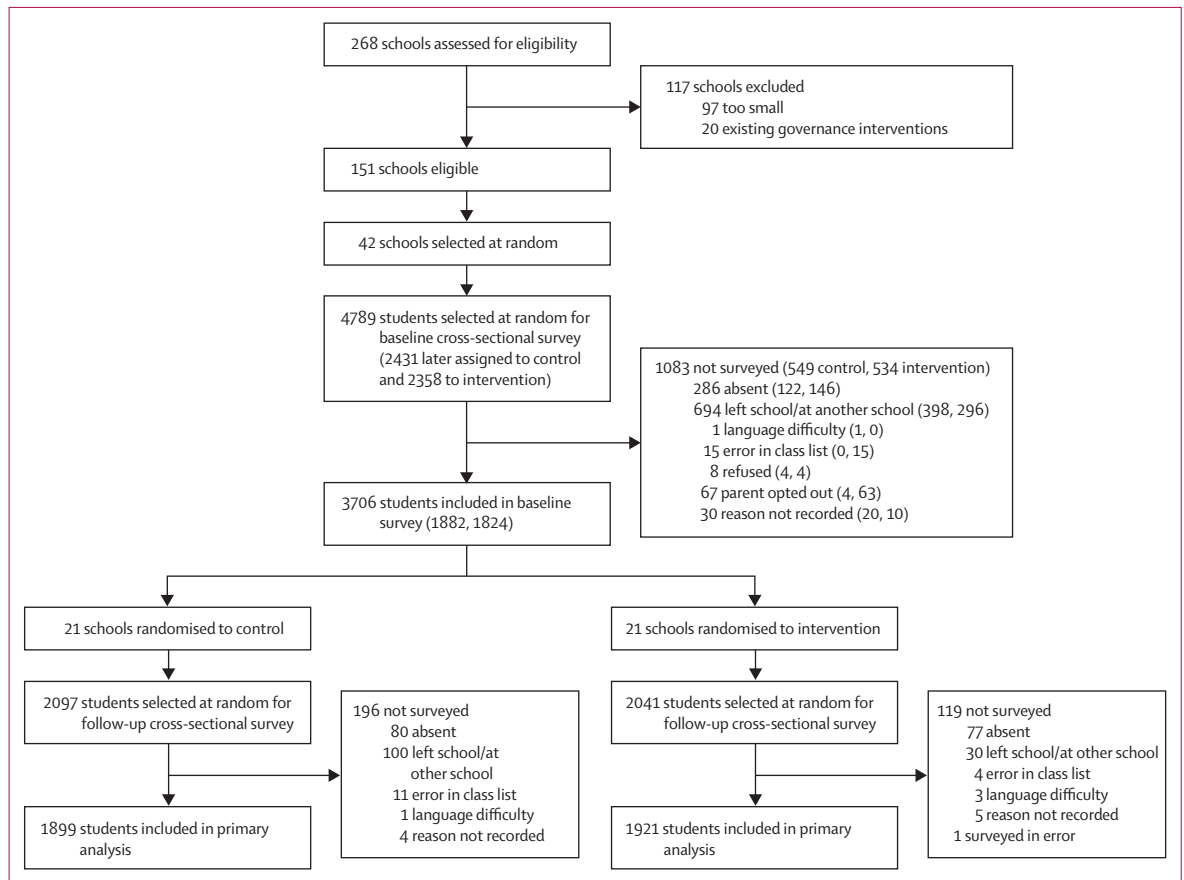 268 schools assessed for eligibility
117 schools excluded
97 too small
20 existing governance interventions
151 schools eligible
42 schools selected at random
4789 students selected at random for
baseline cross-sectional survey
(2431 later assigned to control
and 2358 to intervention)
1083 not surveyed (549 control, 534 intervention)
286 absent (122, 146)
694 left school/at another school (398, 296)
1 language difficulty (1, 0)
15 error in class list (0, 15)
8 refused (4, 4)
67 parent opted out (4, 63)
30 reason not recorded (20, 10)
3706 students included in baseline
survey (1882, 1824)
21 schools randomised to control
21 schools randomised to intervention
2097 students selected at random for
follow-up cross-sectional survey
196 not surveyed
80 absent
100 left school/at
other school
11 error in class list
1 language difficulty
4 reason not recorded
2041 students selected at random for
follow-up cross-sectional survey
119 not surveyed
77 absent
30 left school/at other school
4 error in class list
3 language difficulty
5 reason not recorded
1 surveyed in error
1899 students included in primary
analysis
1921 students included in primary
analysis